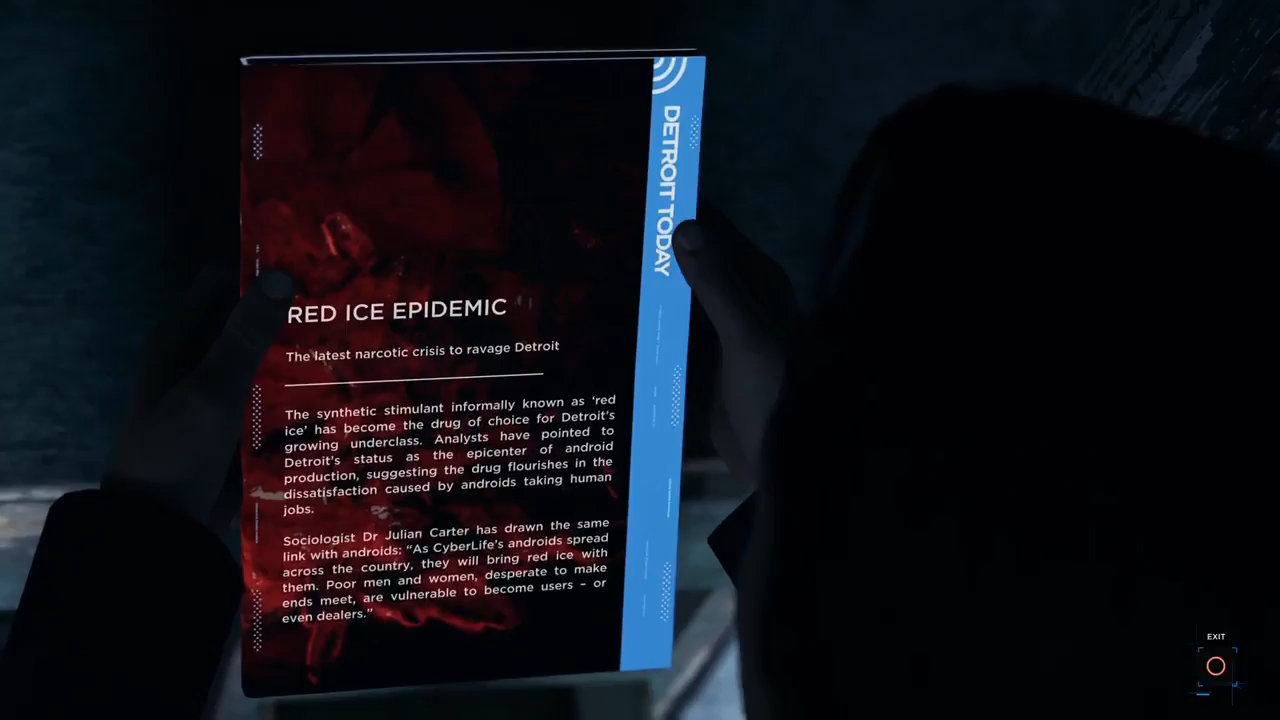 DETROIT TODAY
RED ICE EPIDEMIC
The latest narcotic crisis to ravage Detroit
The synthetic stimulant informally known as ‘red
ice’ has become the drug of choice for Detroit’s
growing underclass. Analysts have pointed to
Detroit’s status as the epicenter of android
production, suggesting the drug flourishes in the
dissatisfaction caused by androids taking human
jobs.
Sociologist Dr Julian Carter has drawn the same
link with androids: “As CyberLife’s androids spread
across the country, they will bring red ice with
them. Poor men and women, desperate to make
ends meet, are vulnerable to become users – or
even dealers.”
EXIT